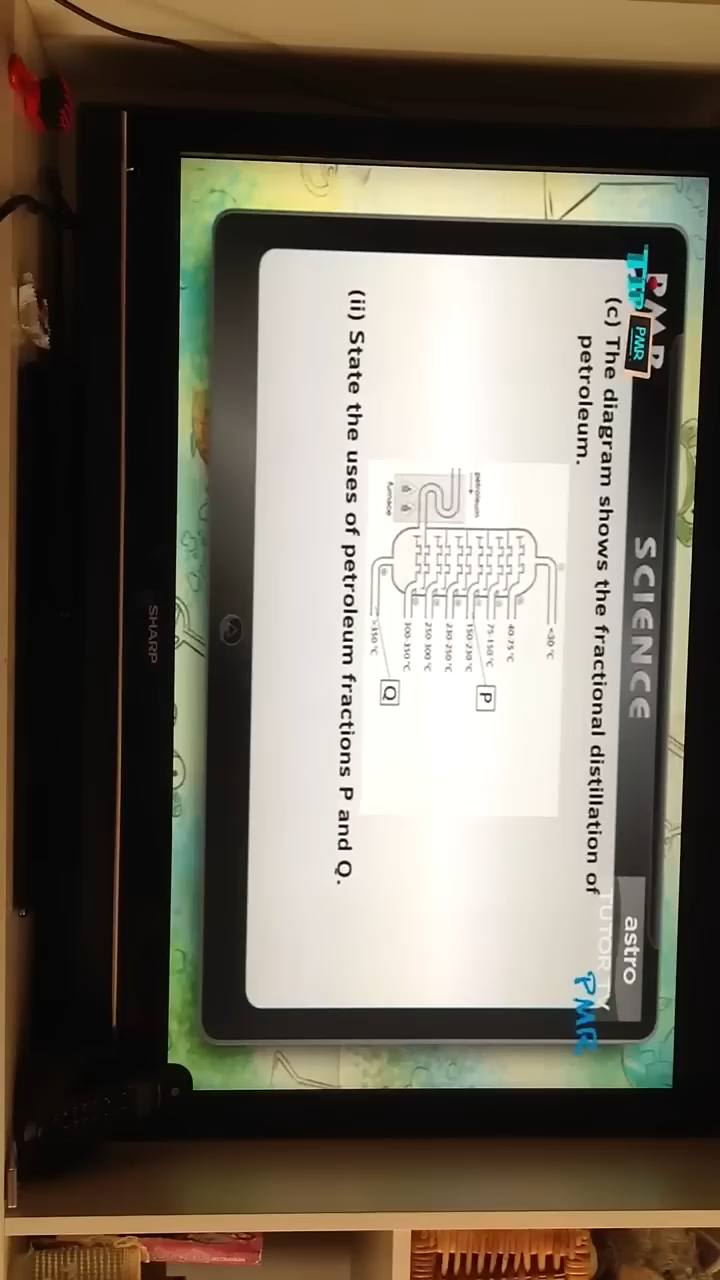 PMR
TIP PMR
SCIENCE
astro
TUTOR TV
PMR
(c) The diagram shows the fractional distillation of
petroleum.
<30 °C
40-75 °C
75-150 °C
P
150-230 °C
230-250 °C
250-300 °C
300-350 °C
>350 °C
Q
petroleum
furnace
(ii) State the uses of petroleum fractions P and Q.
SHARP